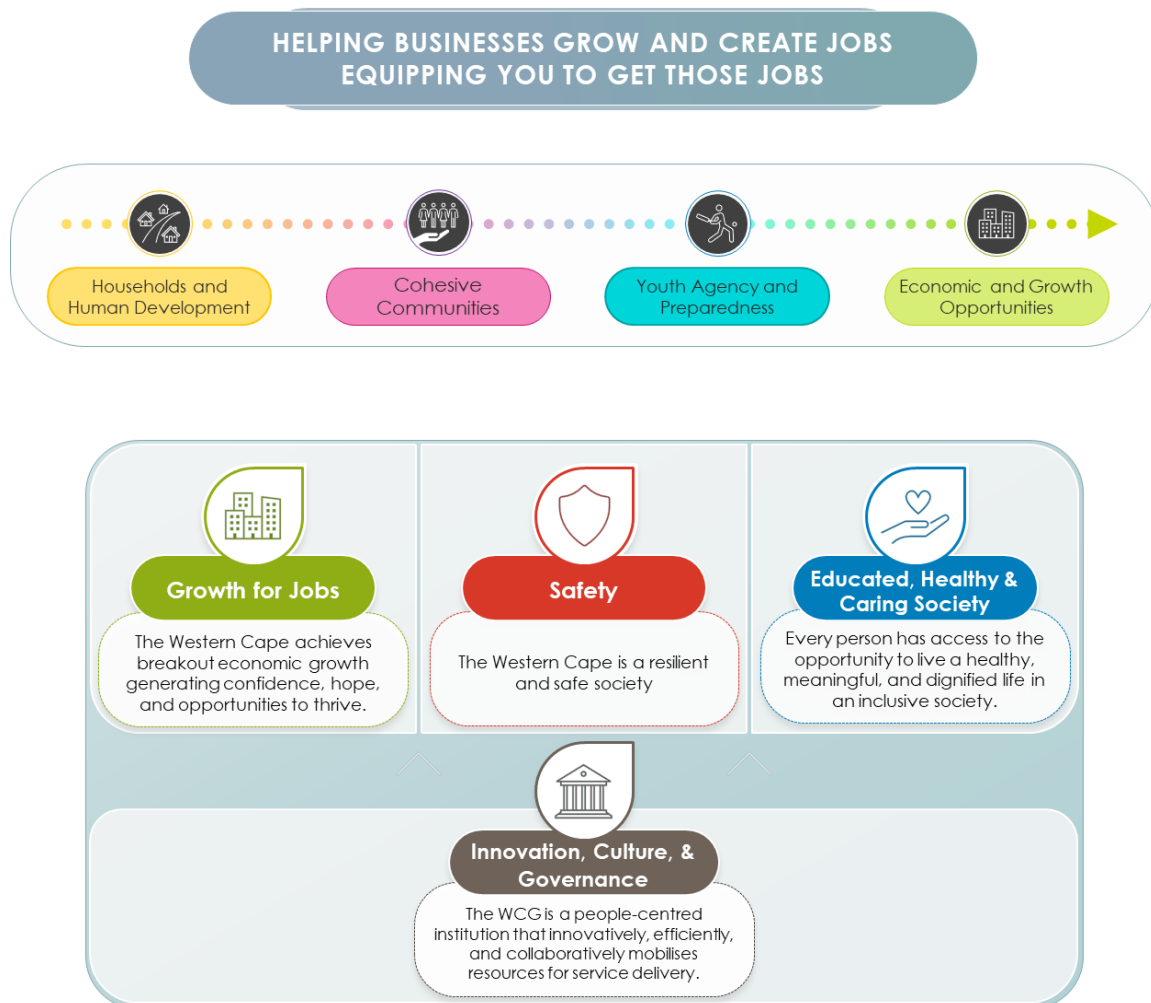 HELPING BUSINESSES GROW AND CREATE JOBS
EQUIPPING YOU TO GET THOSE JOBS
Households and
Human Development
Cohesive
Communities
Youth Agency and
Preparedness
Economic and Growth
Opportunities
Growth for Jobs
The Western Cape achieves
breakout economic growth
generating confidence, hope,
and opportunities to thrive.
Safety
The Western Cape is a resilient
and safe society
Educated, Healthy &
Caring Society
Every person has access to the
opportunity to live a healthy,
meaningful, and dignified life in
an inclusive society.
Innovation, Culture, &
Governance
The WCG is a people-centred
institution that innovatively, efficiently,
and collaboratively mobilises
resources for service delivery.